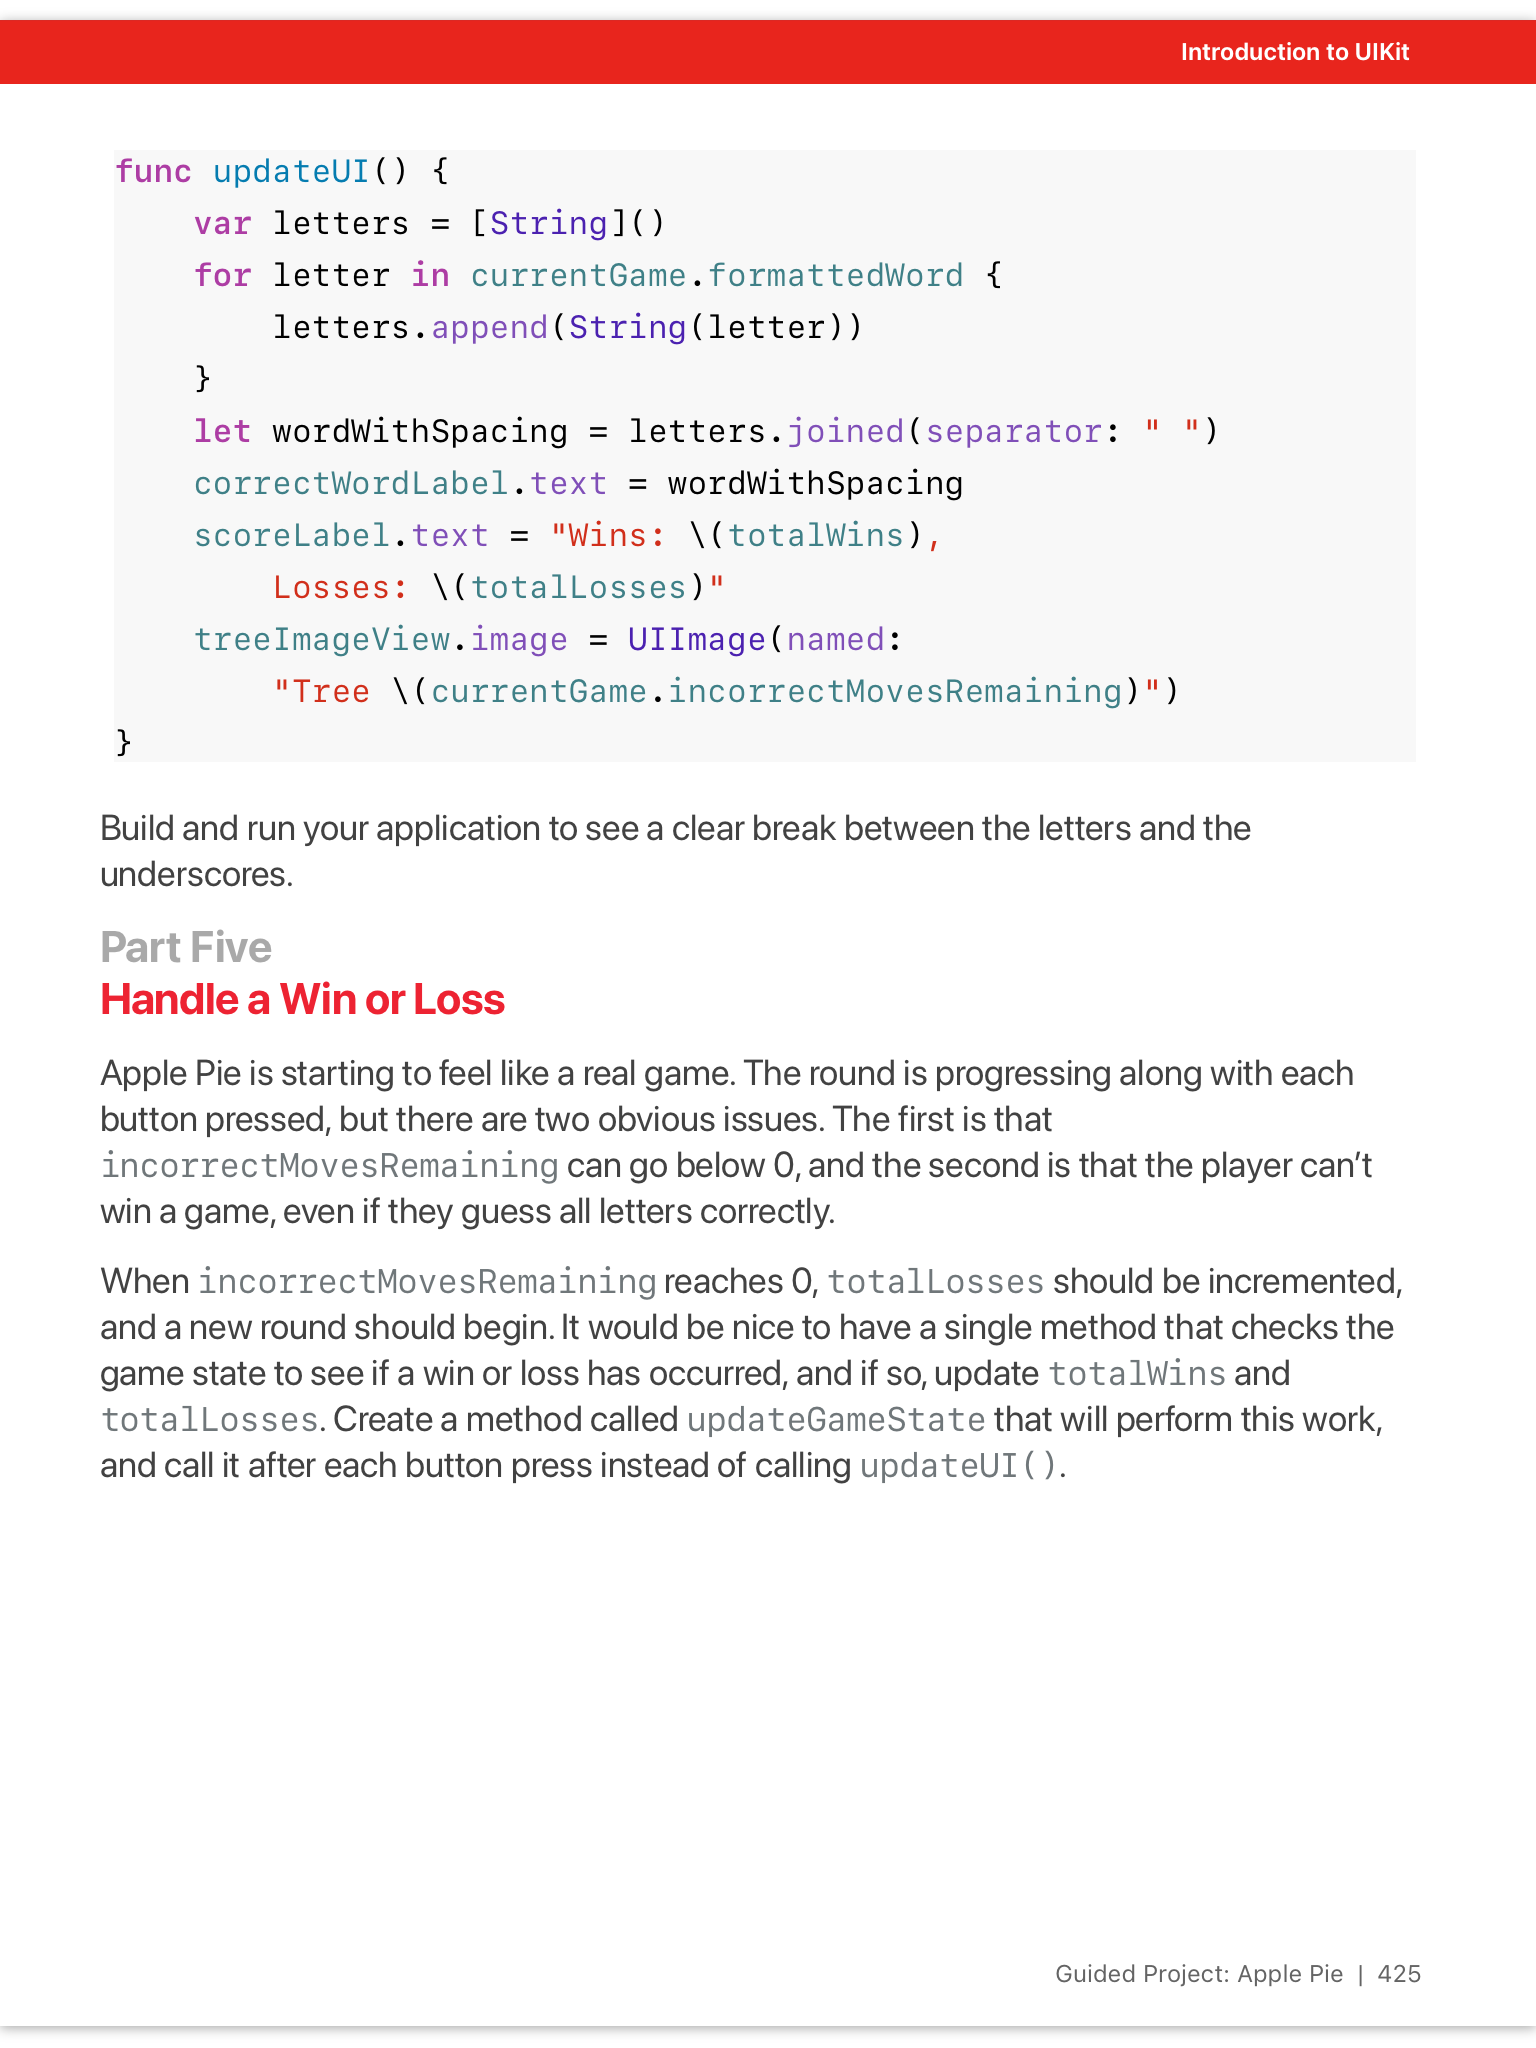 Introduction to UIKit
func updateUI() {
    var letters = [String]()
    for letter in currentGame.formattedWord {
        letters.append(String(letter))
    }
    let wordWithSpacing = letters.joined(separator: " ")
    correctWordLabel.text = wordWithSpacing
    scoreLabel.text = "Wins: \(totalWins),
        Losses: \(totalLosses)"
    treeImageView.image = UIImage(named:
        "Tree \(currentGame.incorrectMovesRemaining)")
}
Build and run your application to see a clear break between the letters and the
underscores.
Part Five
Handle a Win or Loss
Apple Pie is starting to feel like a real game. The round is progressing along with each
button pressed, but there are two obvious issues. The first is that
incorrectMovesRemaining can go below 0, and the second is that the player can’t
win a game, even if they guess all letters correctly.
When incorrectMovesRemaining reaches 0, totalLosses should be incremented,
and a new round should begin. It would be nice to have a single method that checks the
game state to see if a win or loss has occurred, and if so, update totalWins and
totalLosses. Create a method called updateGameState that will perform this work,
and call it after each button press instead of calling updateUI().
Guided Project: Apple Pie | 425